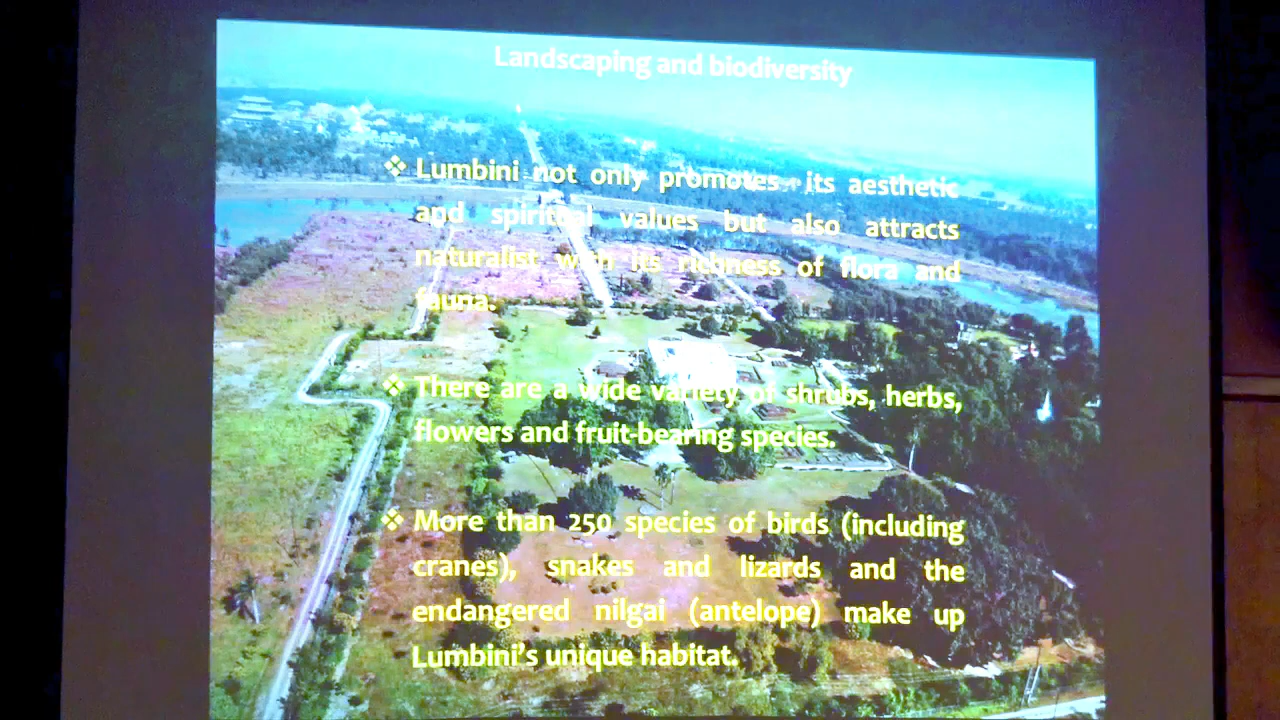 Landscaping and biodiversity
❖ Lumbini not only promotes its aesthetic
and spiritual values but also attracts
naturalist with its richness of flora and
fauna.
❖ There are a wide variety of shrubs, herbs,
flowers and fruit-bearing species.
❖ More than 250 species of birds (including
cranes), snakes and lizards and the
endangered nilgai (antelope) make up
Lumbini's unique habitat.